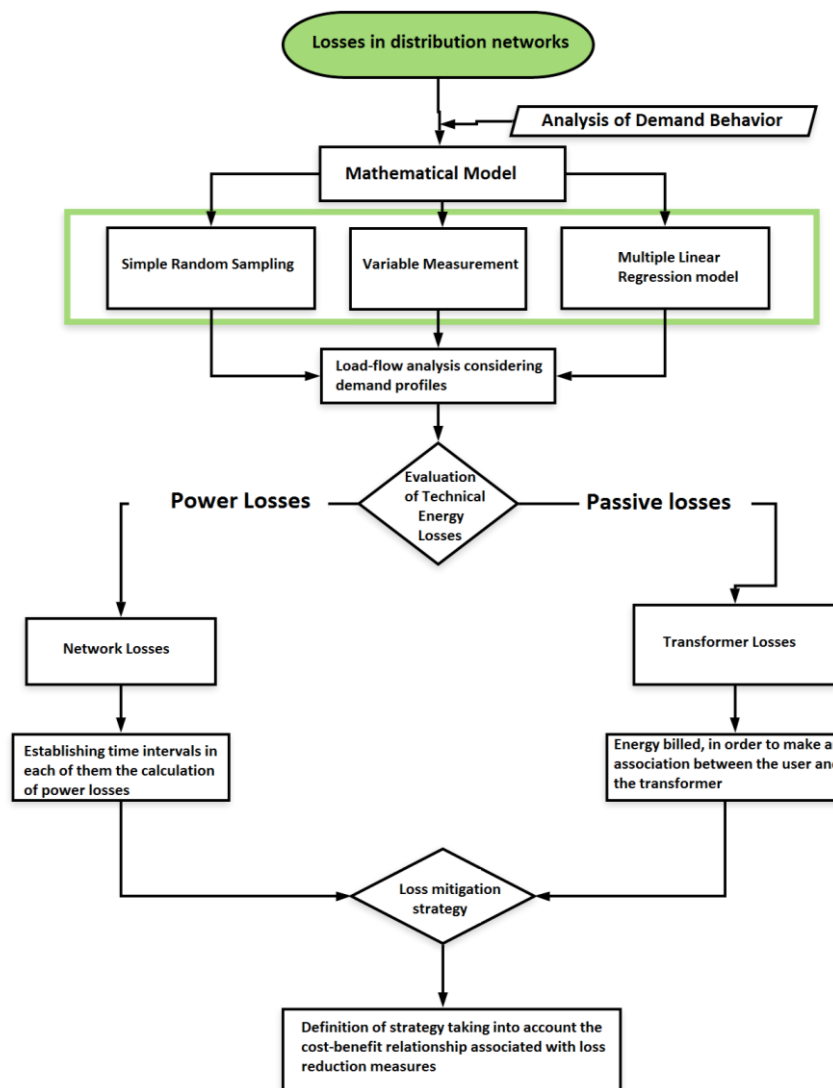 Losses in distribution networks
Analysis of Demand Behavior
Mathematical Model
Simple Random Sampling
Variable Measurement
Multiple Linear
Regression model
Load-flow analysis considering
demand profiles
Evaluation
of Technical
Energy
Losses
Power Losses
Passive losses
Network Losses
Transformer Losses
Establishing time intervals in
each of them the calculation
of power losses
Energy billed, in order to make a
association between the user an
the transformer
Loss mitigation
strategy
Definition of strategy taking into account the
cost-benefit relationship associated with loss
reduction measures